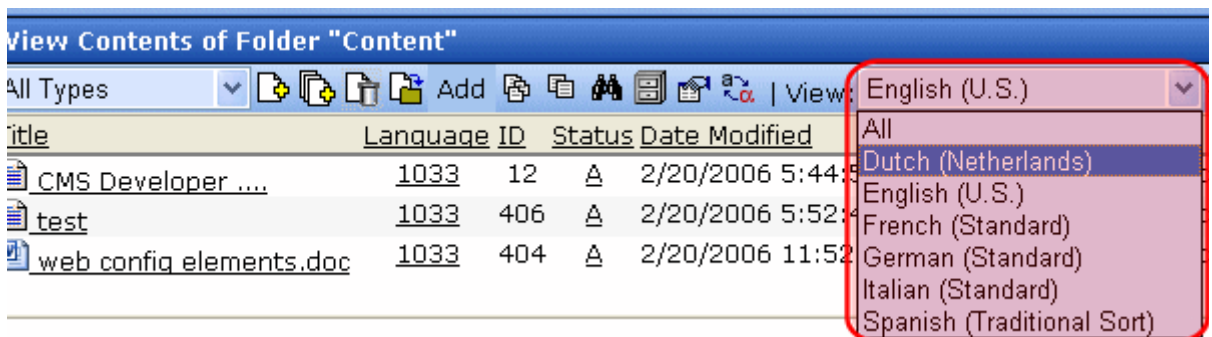 View Contents of Folder "Content"
All Types Add | View: English (U.S.)
Title Language ID Status Date Modified
CMS Developer .... 1033 12 A 2/20/2006 5:44:5
test 1033 406 A 2/20/2006 5:52:4
web config elements.doc 1033 404 A 2/20/2006 11:52
All
Dutch (Netherlands)
English (U.S.)
French (Standard)
German (Standard)
Italian (Standard)
Spanish (Traditional Sort)